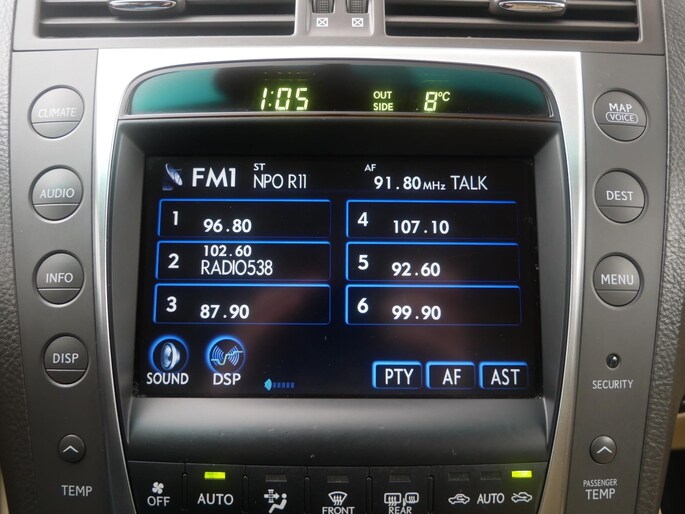 1:05 OUT SIDE 8°C
CLIMATE
MAP
VOICE
ST AF
FM1 NPO R11 91.80 MHz TALK
AUDIO
DEST
1 96.80
4 107.10
2 102.60
RADIO538
5 92.60
INFO
MENU
3 87.90
6 99.90
DISP
SOUND
DSP
PTY
AF
AST
SECURITY
TEMP
PASSENGER
TEMP
OFF
AUTO
FRONT
REAR
AUTO